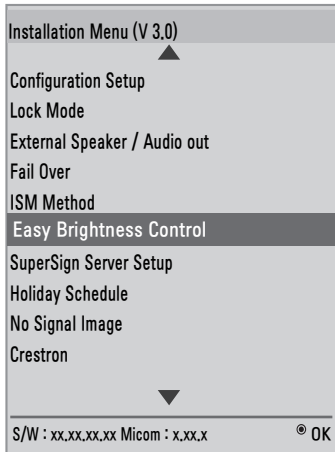 Installation Menu (V 3.0)
Configuration Setup
Lock Mode
External Speaker / Audio out
Fail Over
ISM Method
Easy Brightness Control
SuperSign Server Setup
Holiday Schedule
No Signal Image
Crestron
S/W : xx.xx.xx.xx Micom : x.xx.x ◉ OK